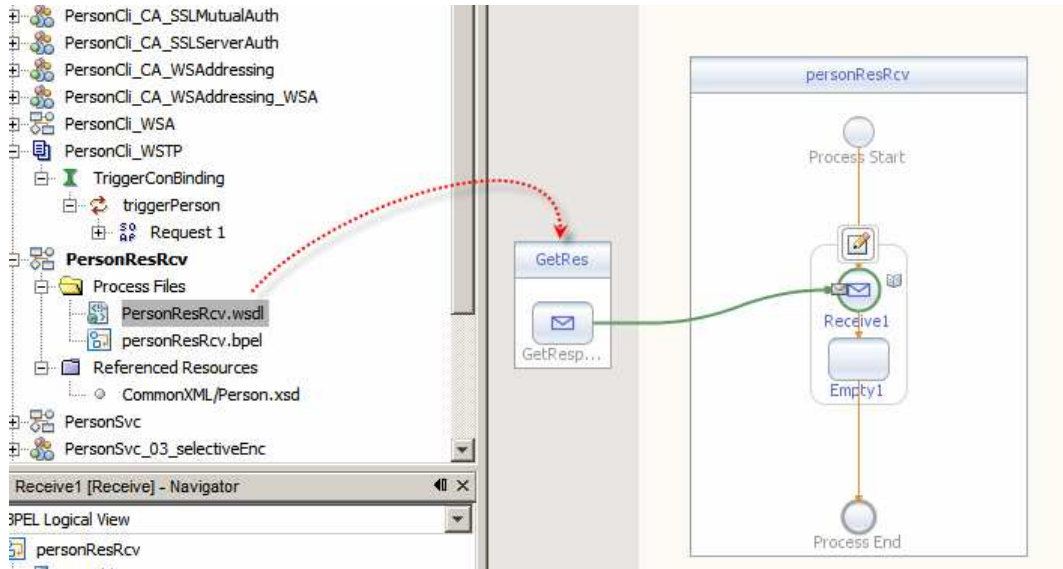 PersonCli_CA_SSLMutualAuth
PersonCli_CA_SSLServerAuth
PersonCli_CA_WSAddressing
PersonCli_CA_WSAddressing_WSA
PersonCli_WSA
PersonCli_WSTP
TriggerConBinding
triggerPerson
Request 1
PersonResRcv
Process Files
PersonResRcv.wsdl
personResRcv.bpel
Referenced Resources
CommonXML/Person.xsd
PersonSvc
PersonSvc_03_selectiveEnc
Receive1 [Receive] - Navigator
BPEL Logical View
personResRcv
GetRes
GetResp...
personResRcv
Process Start
Receive1
Empty1
Process End